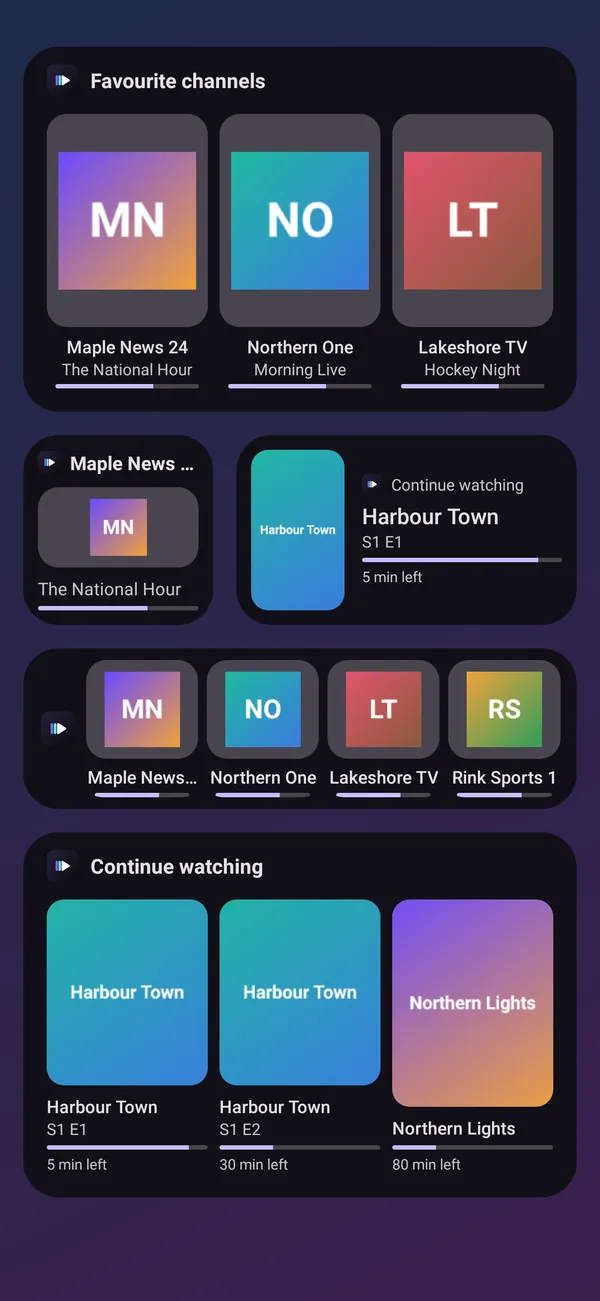 Favourite channels
MN
NO
LT
Maple News 24
Northern One
Lakeshore TV
The National Hour
Morning Live
Hockey Night
Maple News ...
MN
The National Hour
Harbour Town
Continue watching
Harbour Town
S1 E1
5 min left
MN
NO
LT
RS
Maple News...
Northern One
Lakeshore TV
Rink Sports 1
Continue watching
Harbour Town
Harbour Town
Northern Lights
Harbour Town
S1 E1
5 min left
Harbour Town
S1 E2
30 min left
Northern Lights
80 min left